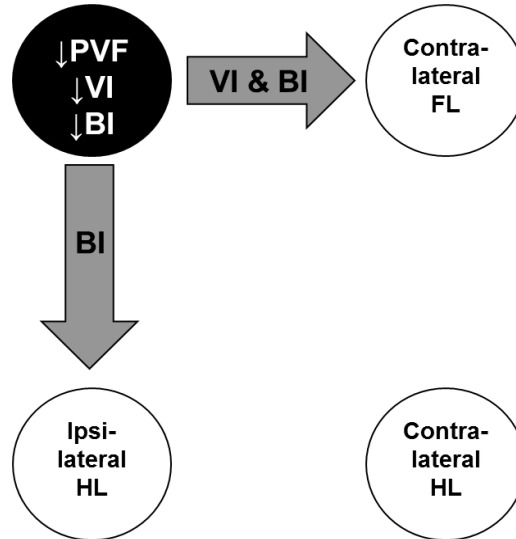 ↓PVF
↓VI
↓BI
VI & BI
Contra-
lateral
FL
BI
Ipsi-
lateral
HL
Contra-
lateral
HL